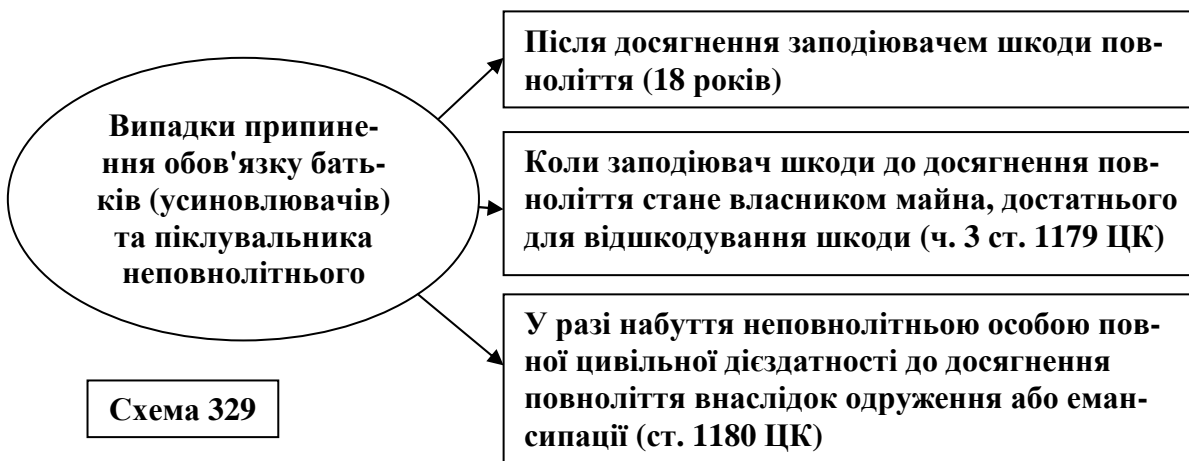 Випадки припине-
ння обов'язку бать-
ків (усиновлювачів)
та піклувальника
неповнолітнього
Після досягнення заподіювачем шкоди пов-
ноліття (18 років)
Коли заподіювач шкоди до досягнення пов-
ноліття стане власником майна, достатнього
для відшкодування шкоди (ч. 3 ст. 1179 ЦК)
У разі набуття неповнолітньою особою пов-
ної цивільної дієздатності до досягнення
повноліття внаслідок одруження або еман-
сипації (ст. 1180 ЦК)
Схема 329